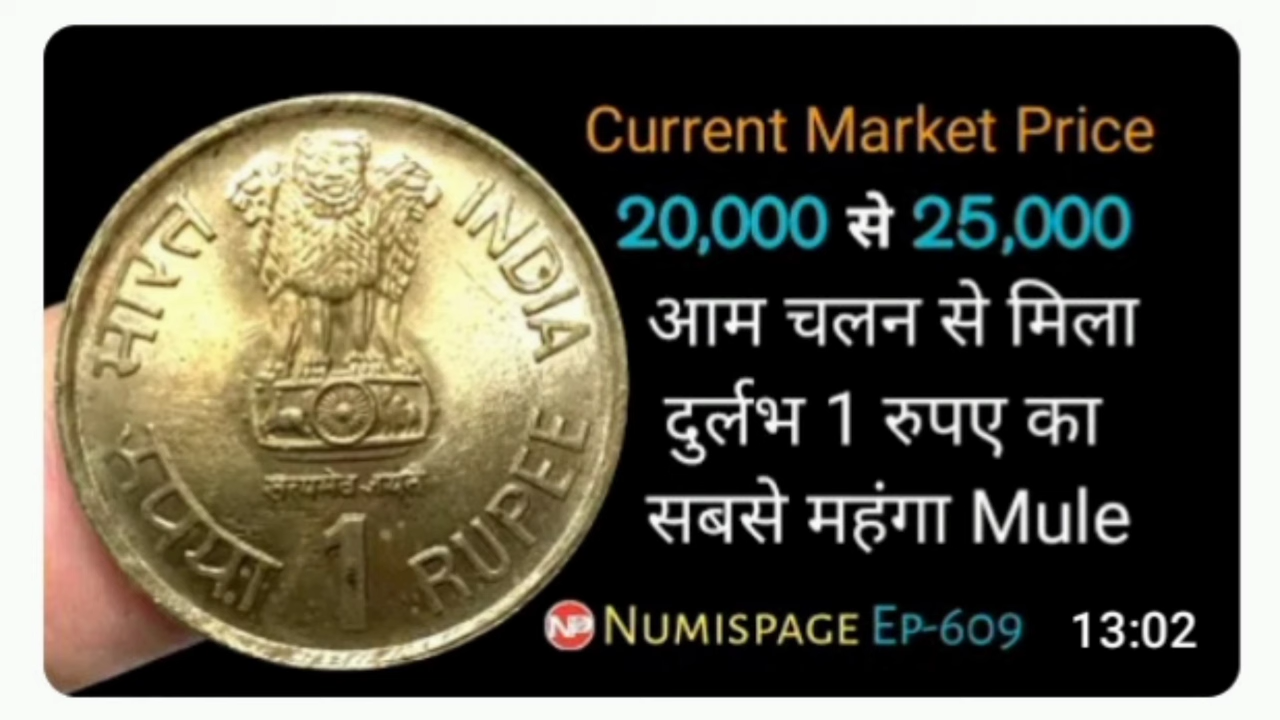 Current Market Price
20,000 से 25,000
आम चलन से मिला
दुर्लभ 1 रुपए का
सबसे महंगा Mule
NP NUMISPAGE EP-609 13:02
भारत INDIA
सत्यमेव जयते
रुपया 1 RUPEE